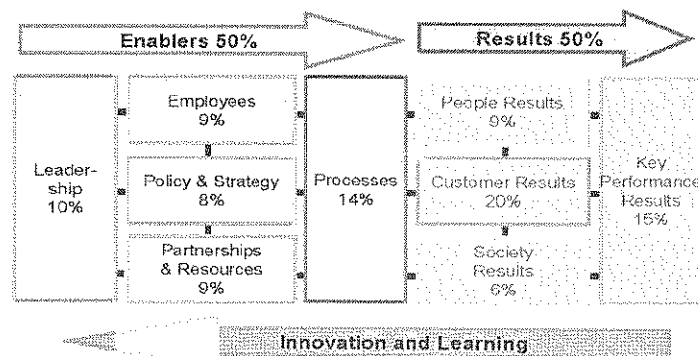 Enablers 50%
Results 50%
Leader-
ship
10%
Employees
9%
Policy & Strategy
8%
Partnerships
& Resources
9%
Processes
14%
People Results
9%
Customer Results
20%
Society
Results
6%
Key
Performance
Results
15%
Innovation and Learning